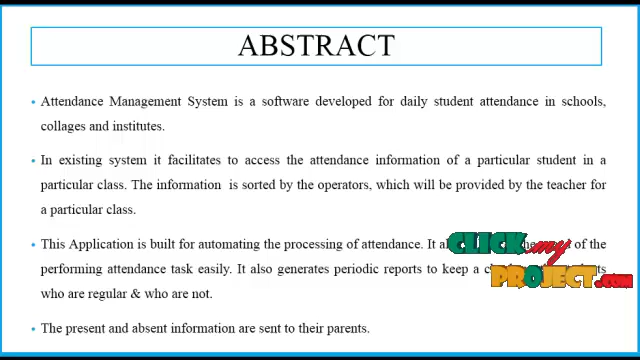 ABSTRACT
• Attendance Management System is a software developed for daily student attendance in schools,
collages and institutes.
• In existing system it facilitates to access the attendance information of a particular student in a
particular class. The information is sorted by the operators, which will be provided by the teacher for
a particular class.
• This Application is built for automating the processing of attendance. It of the
performing attendance task easily. It also generates periodic reports to keep a
who are regular & who are not.
• The present and absent information are sent to their parents.
CLICK my
PROJECT.COM